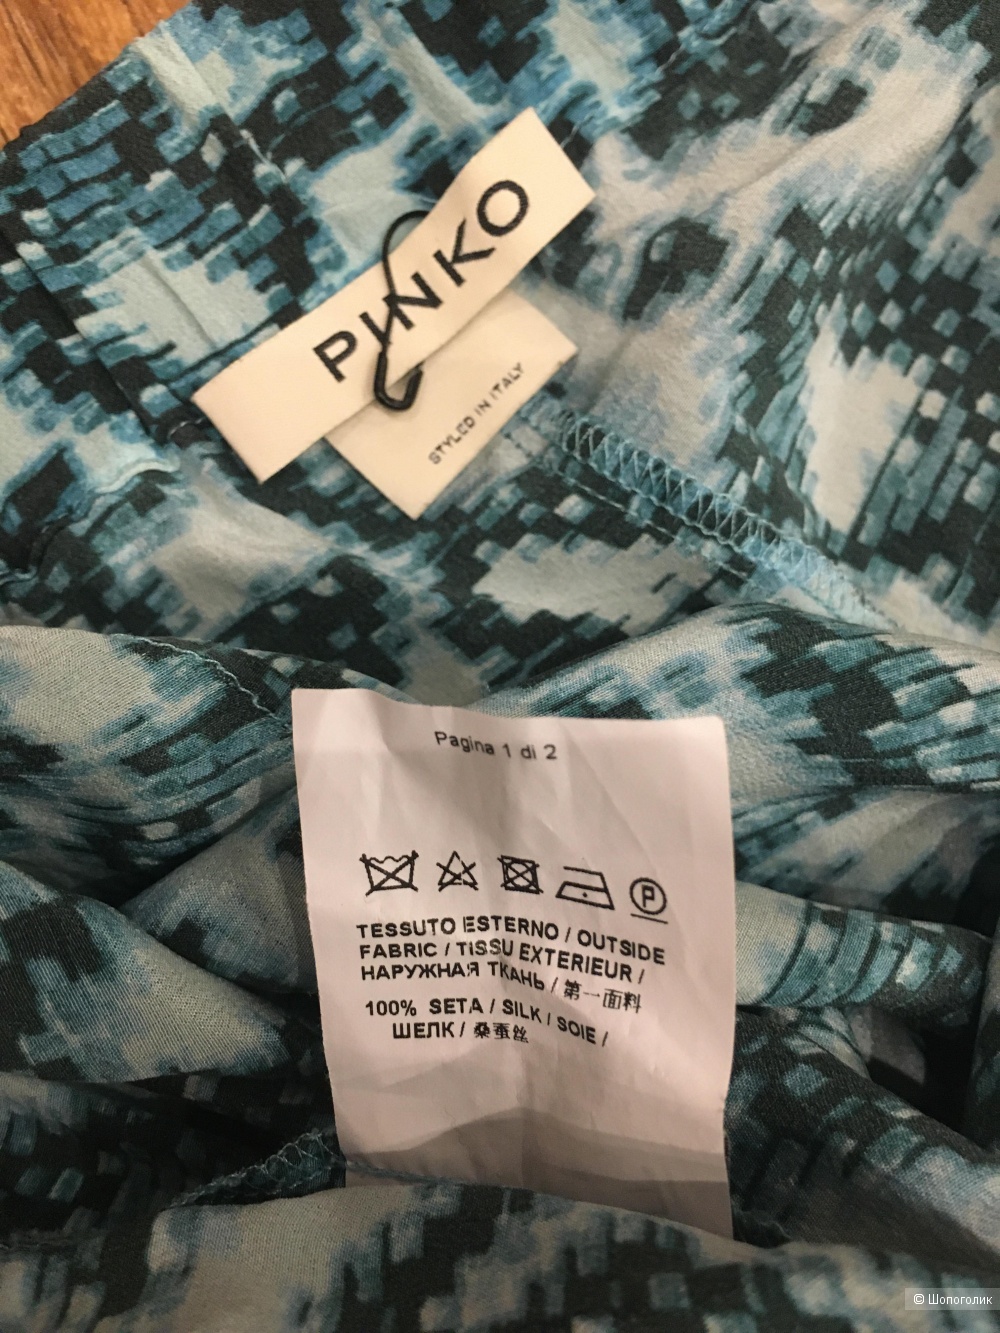 PINKO
STYLED IN ITALY
Pagina 1 di 2
P
TESSUTO ESTERNO / OUTSIDE
FABRIC / TISSU EXTERIEUR /
НАРУЖНАЯ ТКАНЬ / 第一面料
100% SETA / SILK / SOIE /
ШЕЛК / 桑蚕丝
© Шопоголик